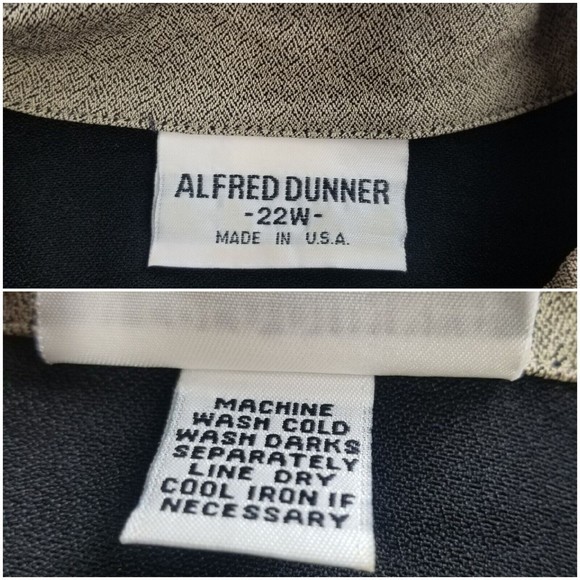 ALFRED DUNNER
-22W-
MADE IN U.S.A.
MACHINE
WASH COLD
WASH DARKS
SEPARATELY
LINE DRY
COOL IRON IF
NECESSARY